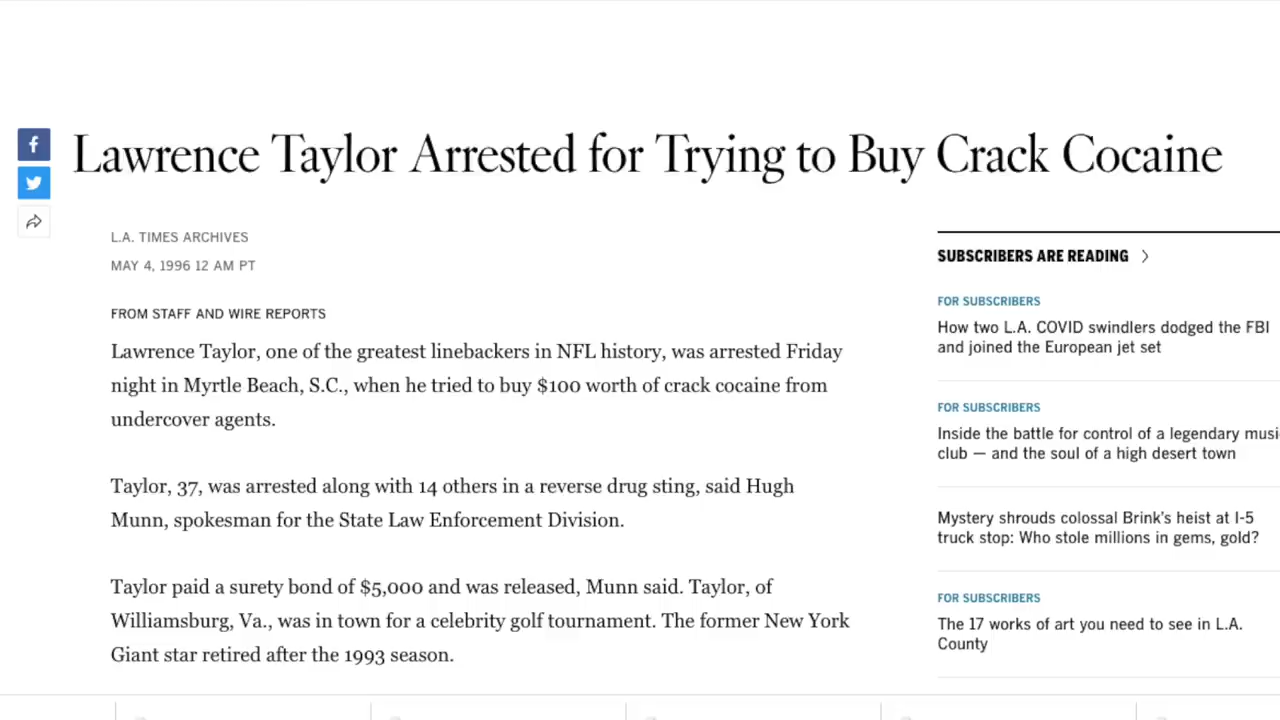 Lawrence Taylor Arrested for Trying to Buy Crack Cocaine
L.A. TIMES ARCHIVES
MAY 4, 1996 12 AM PT
FROM STAFF AND WIRE REPORTS
Lawrence Taylor, one of the greatest linebackers in NFL history, was arrested Friday
night in Myrtle Beach, S.C., when he tried to buy $100 worth of crack cocaine from
undercover agents.
Taylor, 37, was arrested along with 14 others in a reverse drug sting, said Hugh
Munn, spokesman for the State Law Enforcement Division.
Taylor paid a surety bond of $5,000 and was released, Munn said. Taylor, of
Williamsburg, Va., was in town for a celebrity golf tournament. The former New York
Giant star retired after the 1993 season.
SUBSCRIBERS ARE READING
FOR SUBSCRIBERS
How two L.A. COVID swindlers dodged the FBI
and joined the European jet set
FOR SUBSCRIBERS
Inside the battle for control of a legendary musi
club — and the soul of a high desert town
Mystery shrouds colossal Brink's heist at I-5
truck stop: Who stole millions in gems, gold?
FOR SUBSCRIBERS
The 17 works of art you need to see in L.A.
County